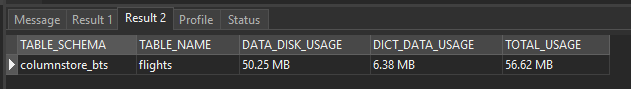 Message Result 1 Result 2 Profile Status
TABLE_SCHEMA TABLE_NAME DATA_DISK_USAGE DICT_DATA_USAGE TOTAL_USAGE
columnstore_bts flights 50.25 MB 6.38 MB 56.62 MB